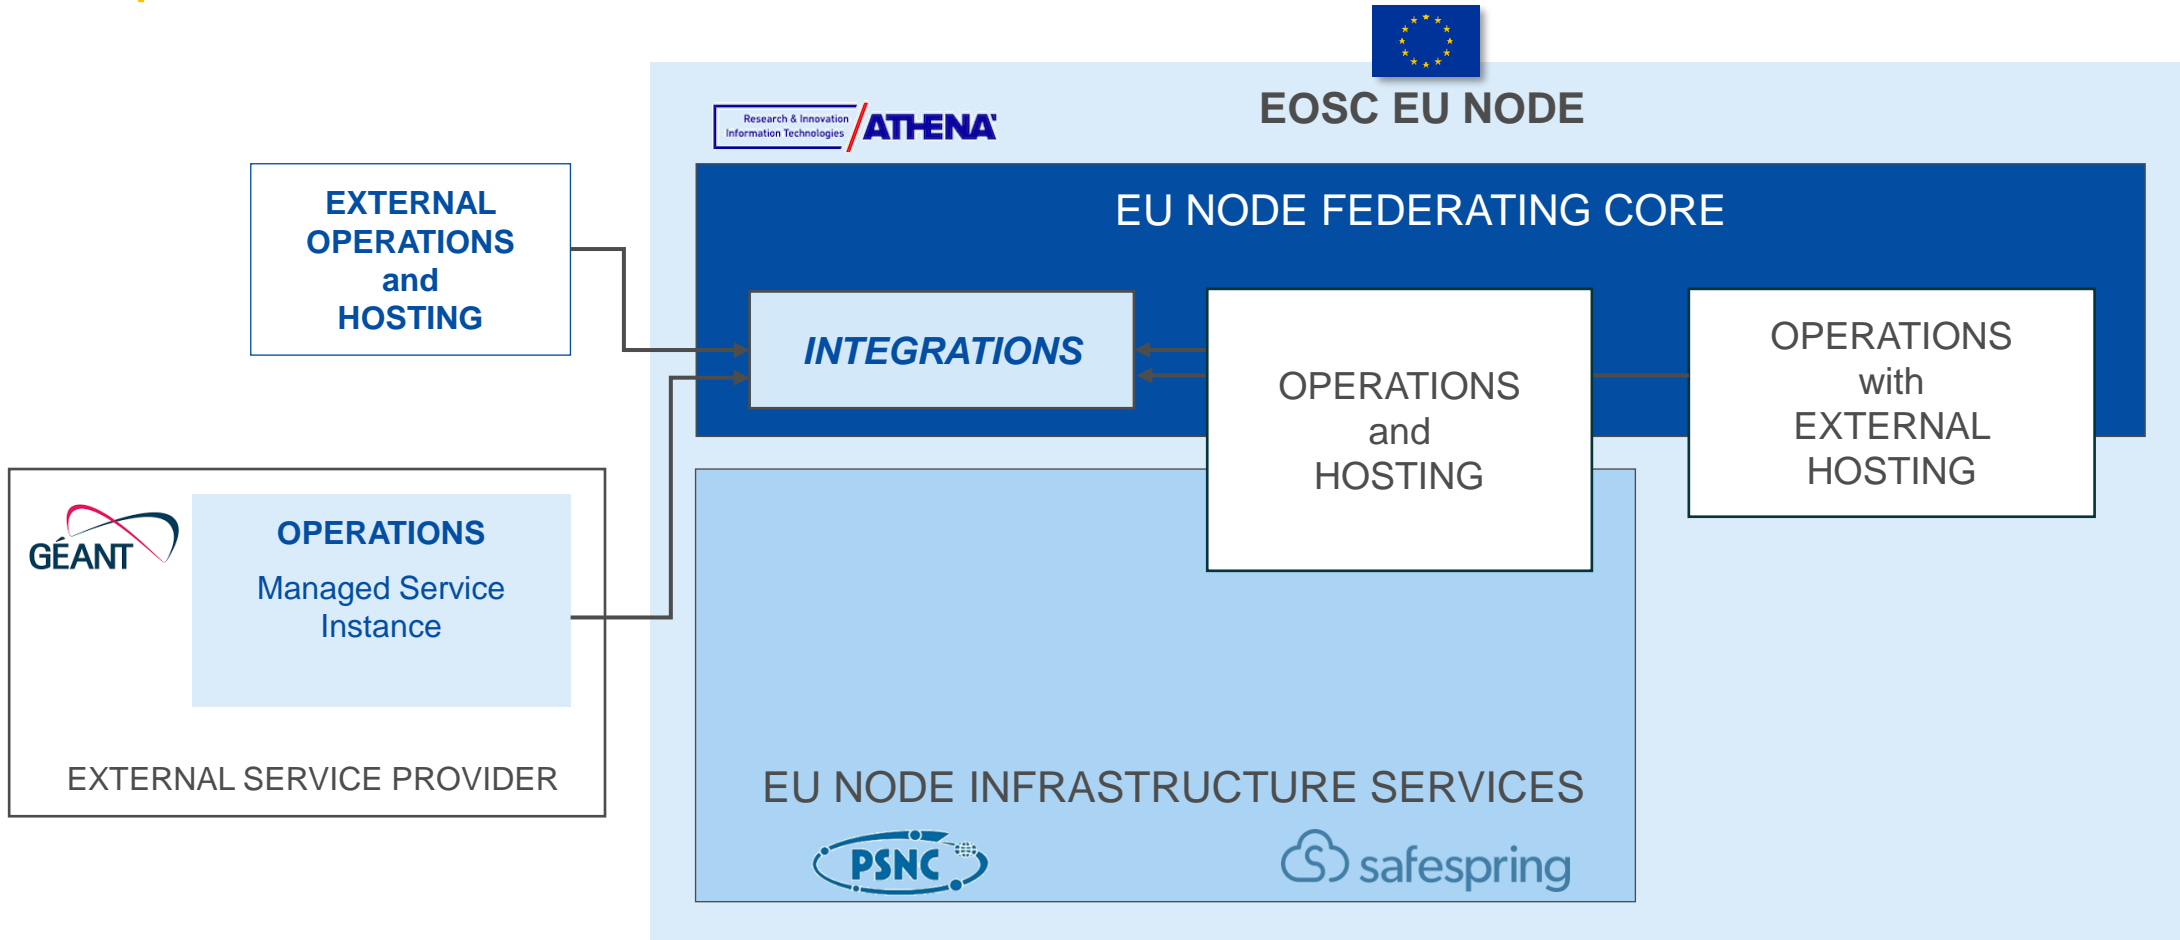 EOSC EU NODE
Research & Innovation
Information Technologies
ATHENA
EU NODE FEDERATING CORE
EXTERNAL
OPERATIONS
and
HOSTING
INTEGRATIONS
OPERATIONS
and
HOSTING
OPERATIONS
with
EXTERNAL
HOSTING
GÉANT
OPERATIONS
Managed Service
Instance
EXTERNAL SERVICE PROVIDER
EU NODE INFRASTRUCTURE SERVICES
PSNC
S safespring